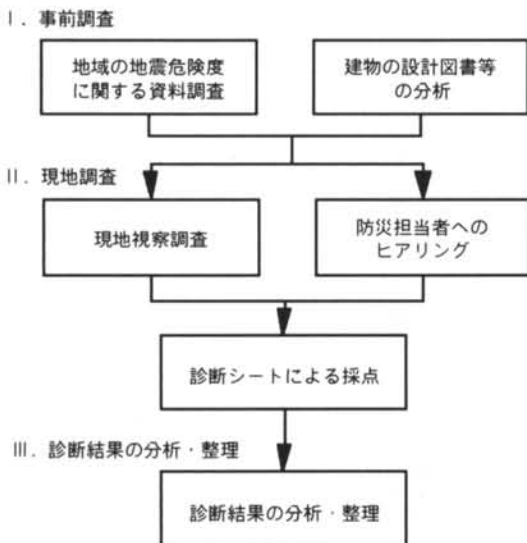 I. 事前調査
地域の地震危険度
に関する資料調査
建物の設計図書等
の分析
II. 現地調査
現地視察調査
防災担当者への
ヒアリング
診断シートによる採点
III. 診断結果の分析・整理
診断結果の分析・整理